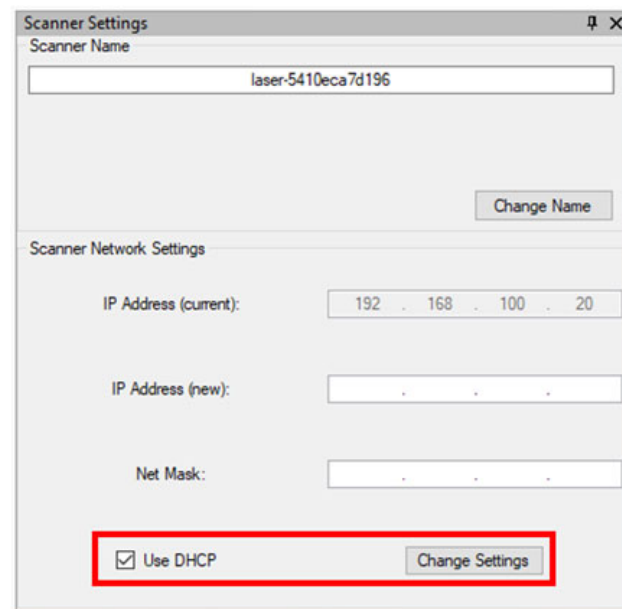 Scanner Settings
Scanner Name
laser-5410eca7d196
Change Name
Scanner Network Settings
IP Address (current): 192 . 168 . 100 . 20
IP Address (new): . . .
Net Mask: . . .
Use DHCP Change Settings